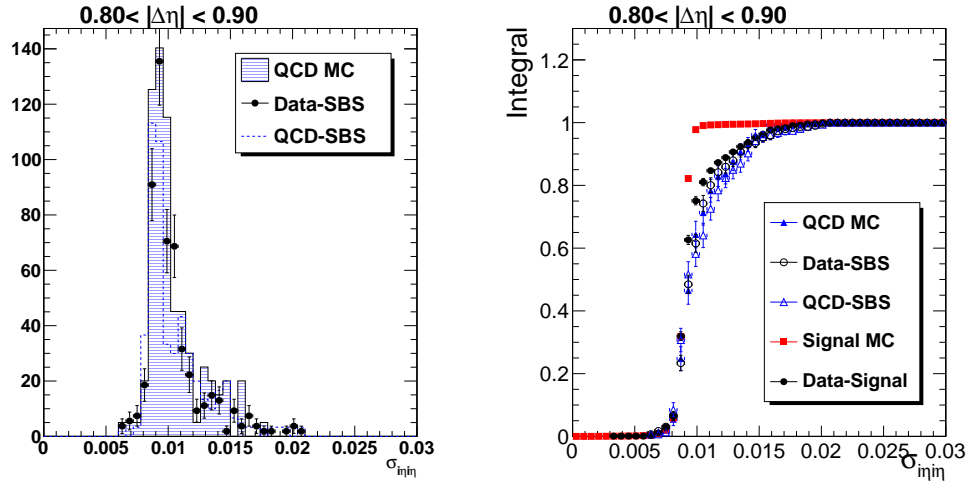 0.80< |Δη| < 0.90
140
120
100
80
60
40
20
0
0 0.005 0.01 0.015 0.02 0.025 0.03
σiηiη
QCD MC
Data-SBS
QCD-SBS
0.80< |Δη| < 0.90
Integral
1.2
1
0.8
0.6
0.4
0.2
0
0 0.005 0.01 0.015 0.02 0.025 0.03
σiηiη
QCD MC
Data-SBS
QCD-SBS
Signal MC
Data-Signal